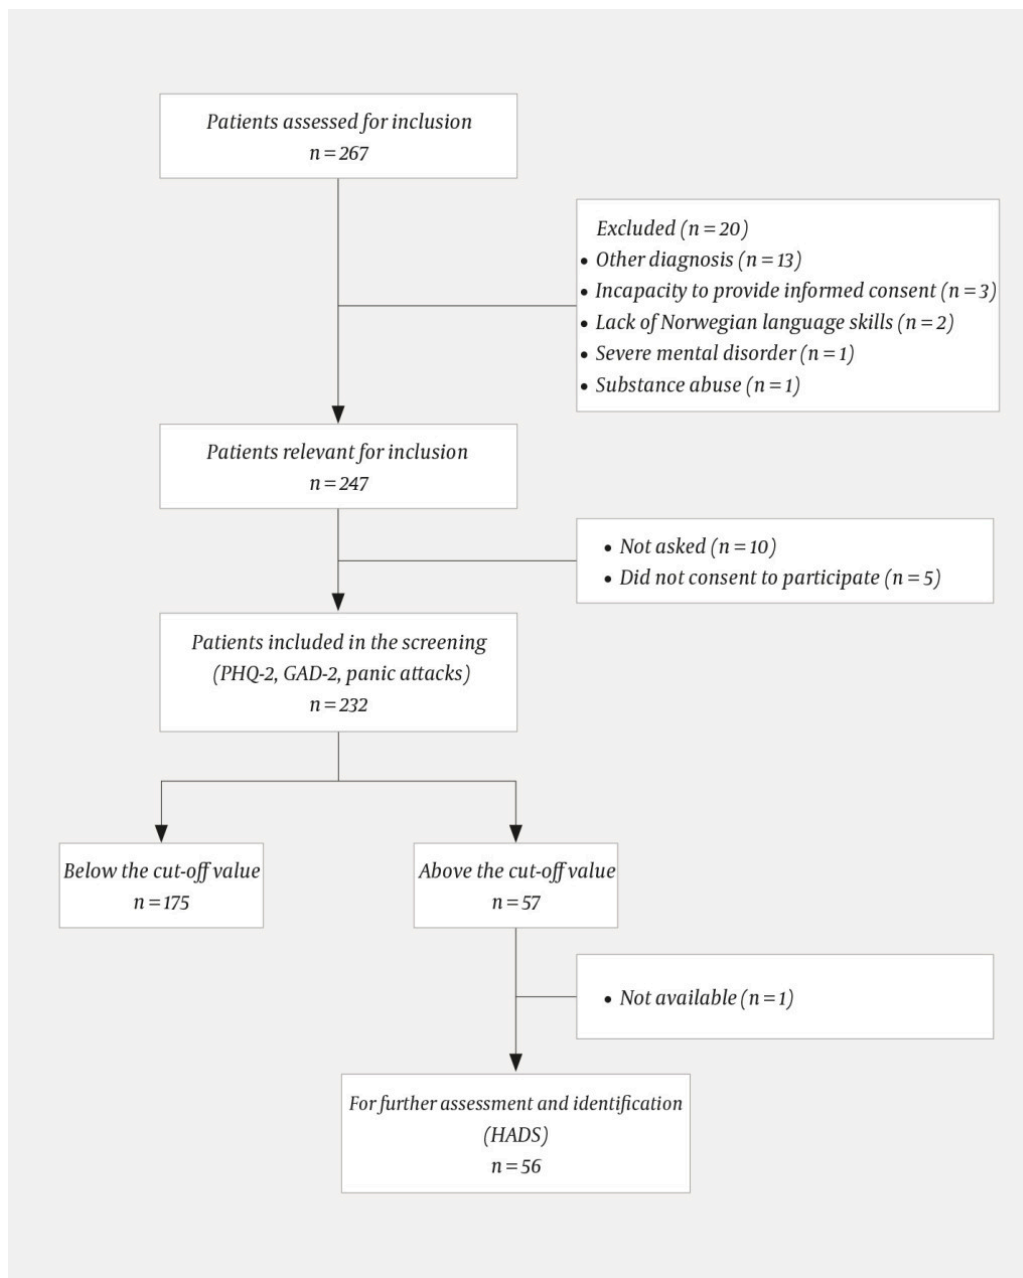 Patients assessed for inclusion
n = 267
Excluded (n = 20)
• Other diagnosis (n = 13)
• Incapacity to provide informed consent (n = 3)
• Lack of Norwegian language skills (n = 2)
• Severe mental disorder (n = 1)
• Substance abuse (n = 1)
Patients relevant for inclusion
n = 247
• Not asked (n = 10)
• Did not consent to participate (n = 5)
Patients included in the screening
(PHQ-2, GAD-2, panic attacks)
n = 232
Below the cut-off value
n = 175
Above the cut-off value
n = 57
• Not available (n = 1)
For further assessment and identification
(HADS)
n = 56